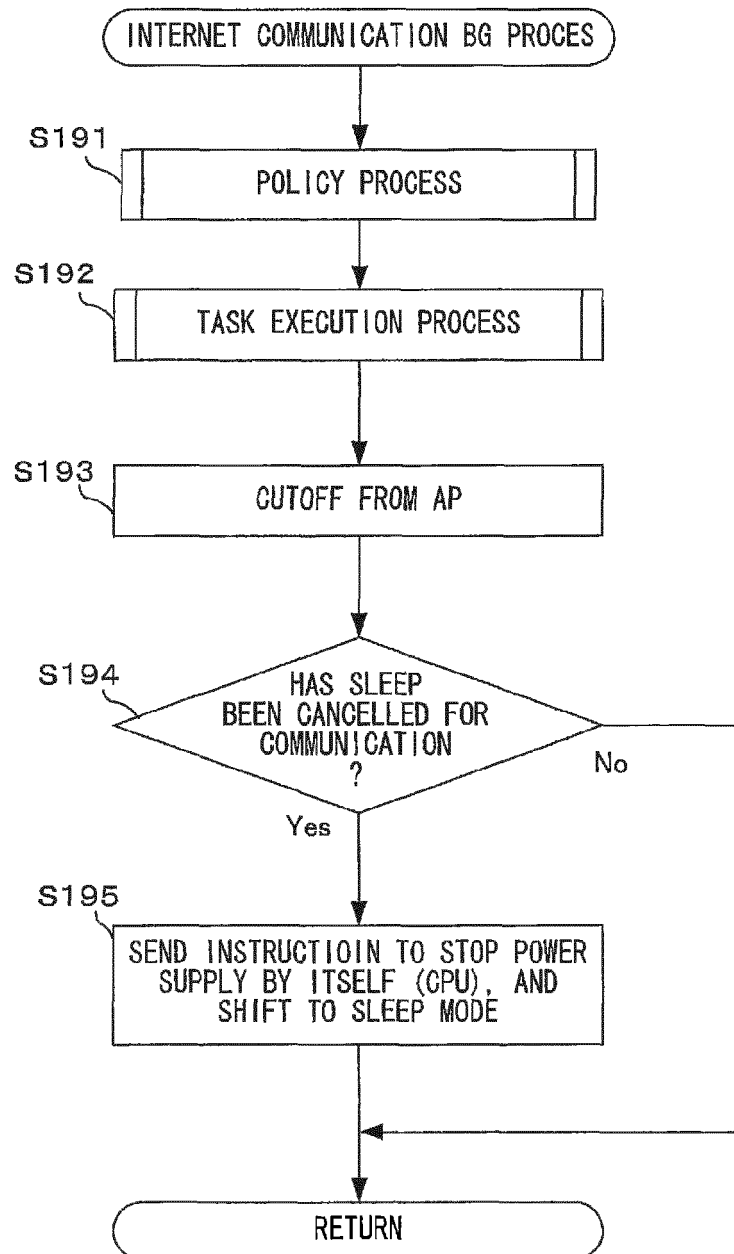 INTERNET COMMUNICATION BG PROCES
S191
POLICY PROCESS
S192
TASK EXECUTION PROCESS
S193
CUTOFF FROM AP
S194
HAS SLEEP
BEEN CANCELLED FOR
COMMUNICATION
?
No
Yes
S195
SEND INSTRUCTIOIN TO STOP POWER
SUPPLY BY ITSELF (CPU), AND
SHIFT TO SLEEP MODE
RETURN